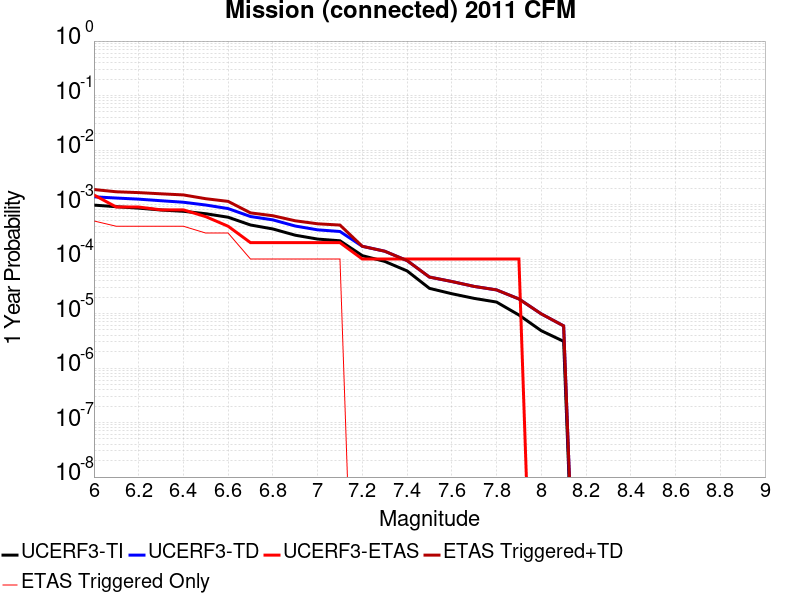 Mission (connected) 2011 CFM
10 0
10 -1
10 -2
10 -3
10 -4
10 -5
10 -6
10 -7
10 -8
1 Year Probability
6 6.2 6.4 6.6 6.8 7 7.2 7.4 7.6 7.8 8 8.2 8.4 8.6 8.8 9
Magnitude
UCERF3-TI UCERF3-TD UCERF3-ETAS ETAS Triggered+TD
ETAS Triggered Only